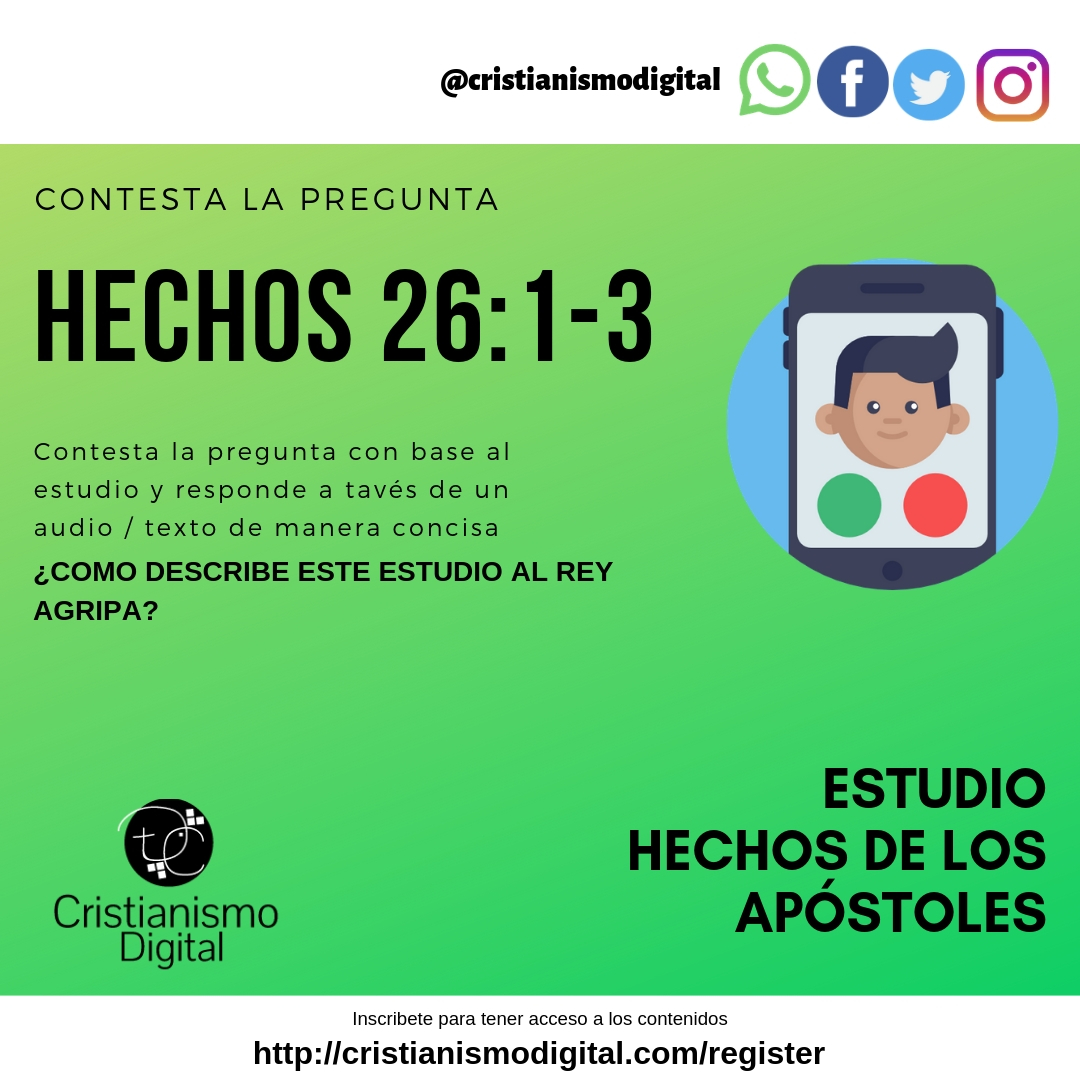 @cristianismodigital
CONTESTA LA PREGUNTA
HECHOS 26:1-3
Contesta la pregunta con base al
estudio y responde a tavés de un
audio / texto de manera concisa
¿COMO DESCRIBE ESTE ESTUDIO AL REY
AGRIPA?
ESTUDIO
HECHOS DE LOS
APÓSTOLES
Cristianismo
Digital
Inscribete para tener acceso a los contenidos
http://cristianismodigital.com/register